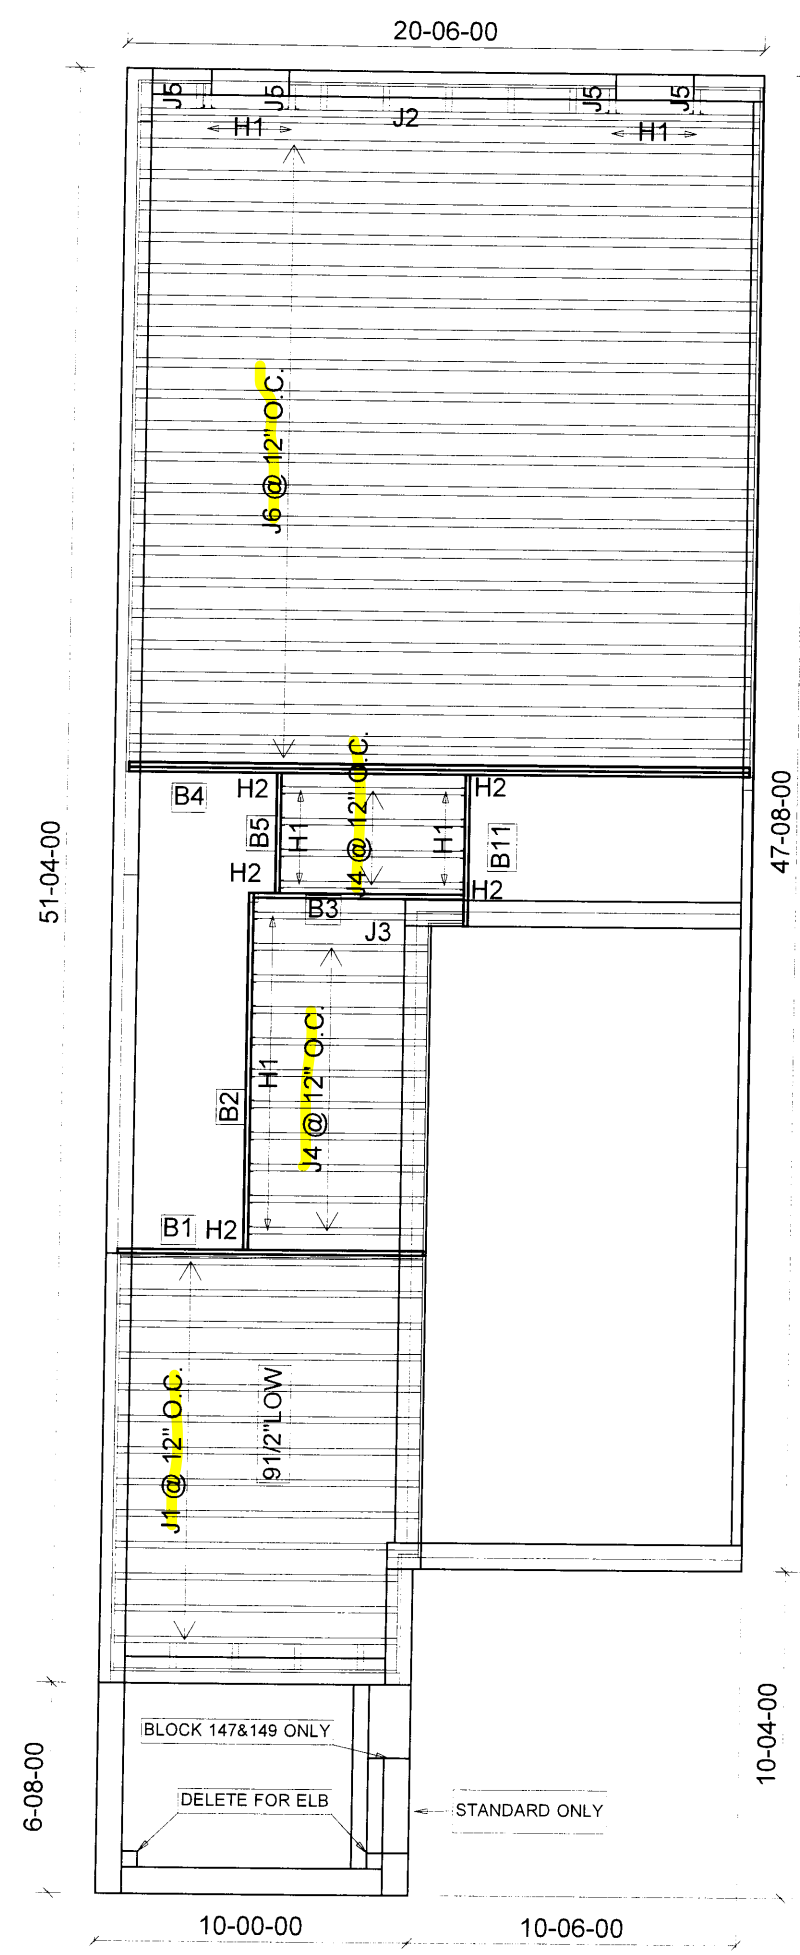 20-06-00
J5
J5
J5
J5
H1
J2
H1
J6 @ 12" O.C.
J4 @ 12" O.C.
B4
H2
H2
B5
H1
H1
B11
47-08-00
51-04-00
H2
H2
B3
J3
J4 @ 12" O.C.
H1
B2
B1
H2
J1 @ 12" O.C.
91/2"LOW
BLOCK 147&149 ONLY
10-04-00
6-08-00
DELETE FOR ELB
STANDARD ONLY
10-00-00
10-06-00